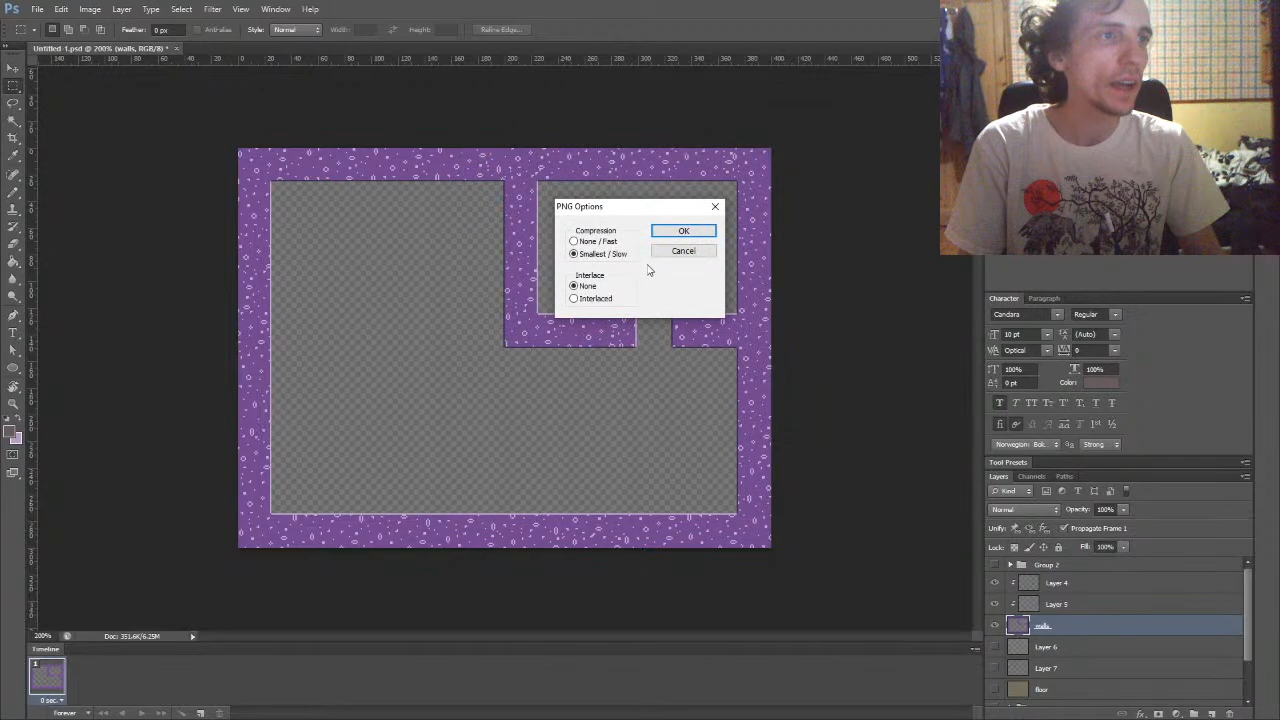 Ps File Edit Image Layer Type Select Filter View Window Help
Feather: 0 px Anti-alias Style: Normal Width: Height: Refine Edge...
Untitled-1.psd @ 200% (walls, RGB/8) *
PNG Options
Compression
None / Fast
Smallest / Slow
OK
Cancel
Interlace
None
Interlaced
Character Paragraph
Candara Regular
10 pt (Auto)
Optical 0
100% 100%
0 pt Color:
Norwegian: Bok... Strong
Tool Presets
Layers Channels Paths
Kind
Normal Opacity: 100%
Unify: Propagate Frame 1
Lock: Fill: 100%
Group 2
Layer 4
Layer 5
walls
Layer 6
Layer 7
floor
200% Doc: 351.6K/6.25M
Timeline
1
0 sec.
Forever